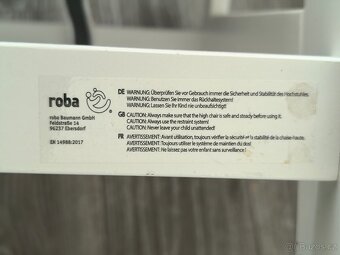 roba
roba Baumann GmbH
Feldstraße 14
96237 Ebersdorf
EN 14988:2017
DE WARNUNG: Überprüfen Sie vor Gebrauch immer die Sicherheit und Stabilität des Hochstuhles.
WARNUNG: Benutzen Sie immer das Rückhaltesystem!
WARNUNG: Lassen Sie Ihr Kind nie unbeaufsichtigt!
GB CAUTION: Always make sure that the high chair is safe and steady before using.
CAUTION: Always use the restraint system!
CAUTION: Never leave your child unattended!
FR AVERTISSEMENT: Avant utilisation, toujours vérifier la sécurité et la stabilité de la chaise-haute.
AVERTISSEMENT: Toujours utiliser le système de maintien du dos!
AVERTISSEMENT: Ne laissez pas votre enfant sans surveillance!